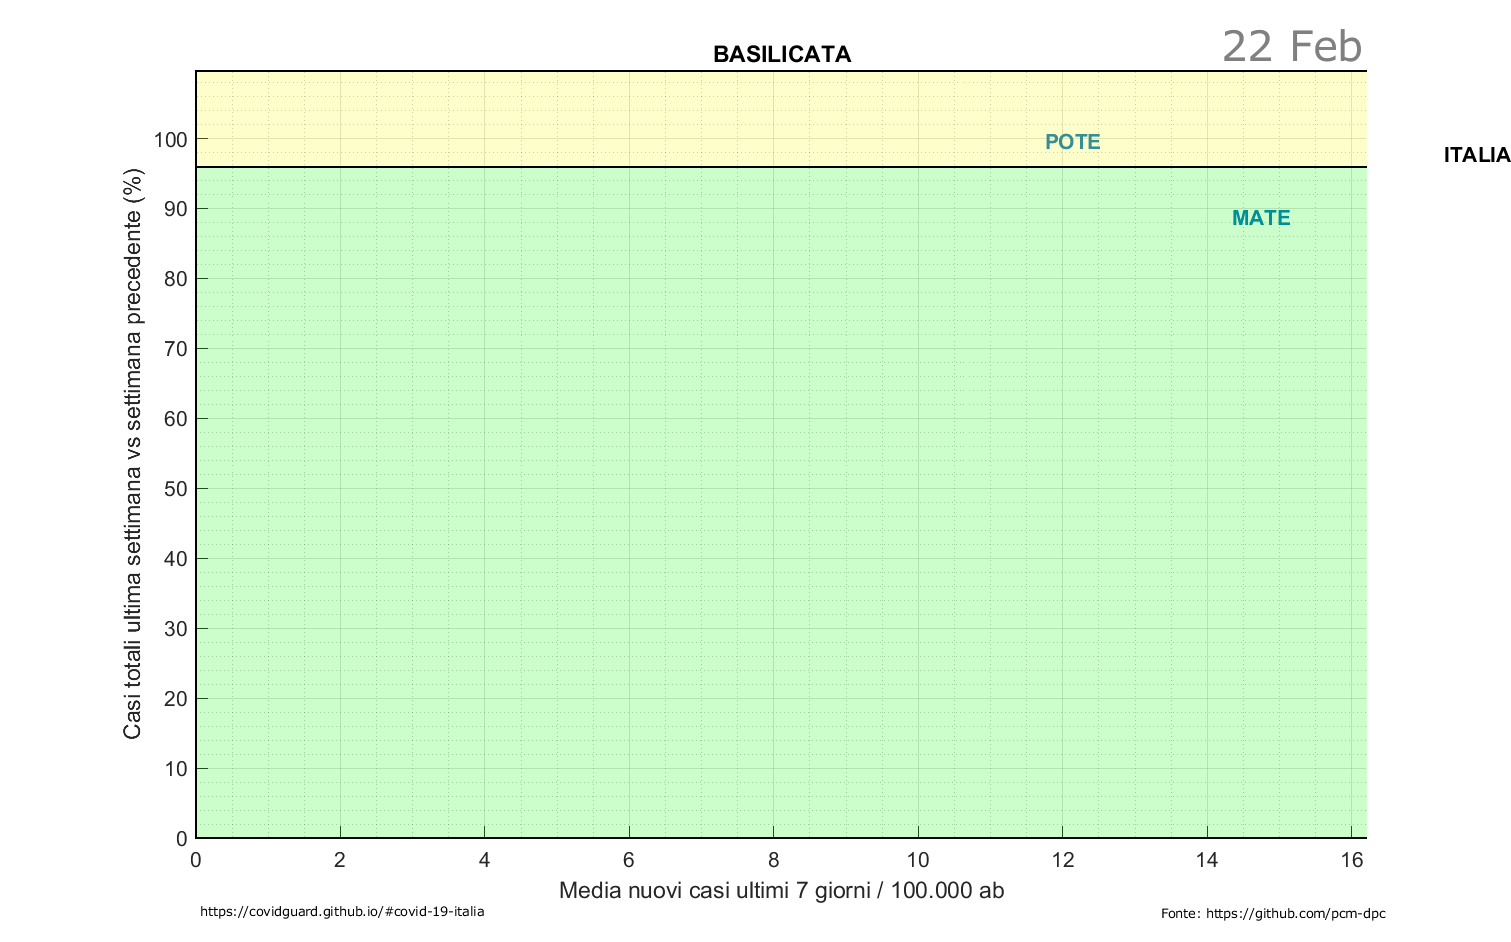 22 Feb
BASILICATA
100
90
80
70
60
50
40
30
20
10
0
Casi totali ultima settimana vs settimana precedente (%)
POTE
ITALIA
MATE
0 2 4 6 8 10 12 14 16
Media nuovi casi ultimi 7 giorni / 100.000 ab
https://covidguard.github.io/#covid-19-italia
Fonte: https://github.com/pcm-dpc